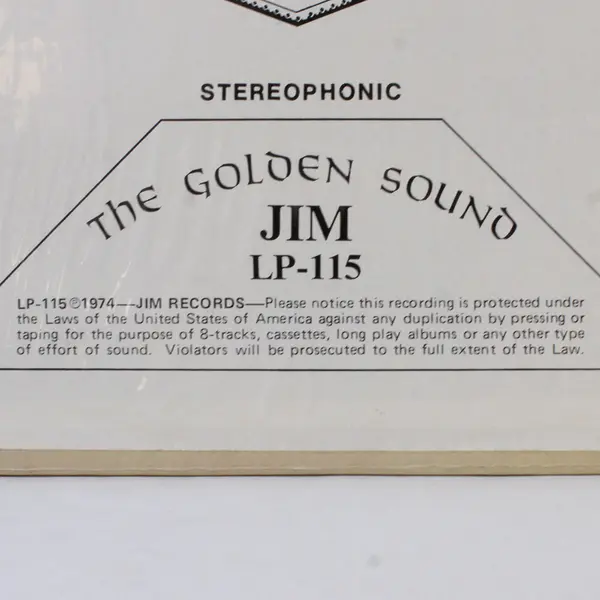 STEREOPHONIC
The GOLDEN SOUND
JIM
LP-115
LP-115 ℗1974—JIM RECORDS—Please notice this recording is protected under
the Laws of the United States of America against any duplication by pressing or
taping for the purpose of 8-tracks, cassettes, long play albums or any other type
of effort of sound. Violators will be prosecuted to the full extent of the Law.